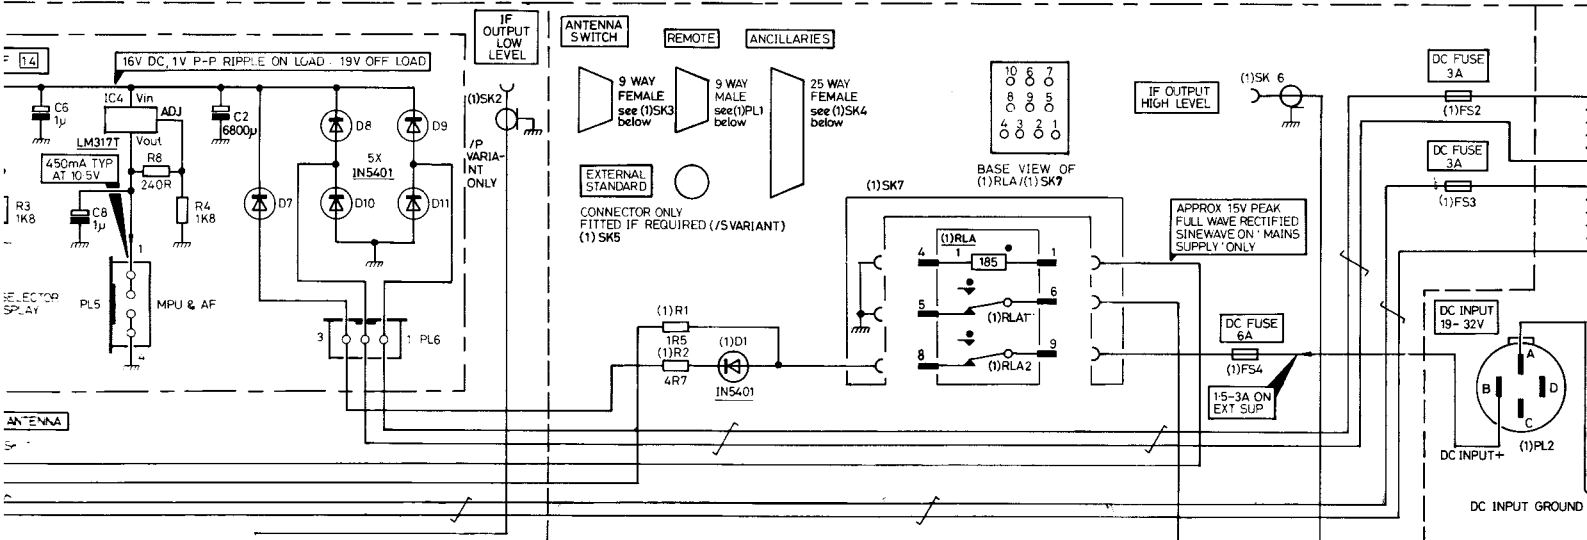 IF
OUTPUT
LOW
LEVEL
ANTENNA
SWITCH
REMOTE
ANCILLARIES
F 14
16V DC, 1V P-P RIPPLE ON LOAD · 19V OFF LOAD
IC4 Vin
ADJ
Vout
LM317T
C6
1µ
C2
6800µ
D8
D9
5X
IN5401
450mA TYP
AT 10·5V
R8
240R
R3
1K8
C8
1µ
R4
1K8
D7
D10
D11
(1)SK2
/P
VARIA-
NT
ONLY
9 WAY
FEMALE
see (1)SK3
below
9 WAY
MALE
see(1)PL1
below
25 WAY
FEMALE
see (1)SK4
below
EXTERNAL
STANDARD
CONNECTOR ONLY
FITTED IF REQUIRED (/S VARIANT)
(1) SK5
10 6 7
8 9 5
4 3 2 1
BASE VIEW OF
(1)RLA/(1)SK7
IF OUTPUT
HIGH LEVEL
(1)SK 6
DC FUSE
3A
(1)FS2
DC FUSE
3A
(1)FS3
(1)SK7
(1)RLA
4 1 185 1
5 6
(1)RLA1
8 9
(1)RLA2
APPROX 15V PEAK
FULL WAVE RECTIFIED
SINEWAVE ON 'MAINS
SUPPLY' ONLY
SELECTOR
SPLAY
PL5
1
MPU & AF
4
3
1 PL6
(1)R1
1R5
(1)R2
4R7
(1)D1
IN5401
DC FUSE
6A
(1)FS4
1·5-3A ON
EXT SUP
DC INPUT
19-32V
A
B
D
C
(1)PL2
DC INPUT+
DC INPUT GROUND
ANTENNA